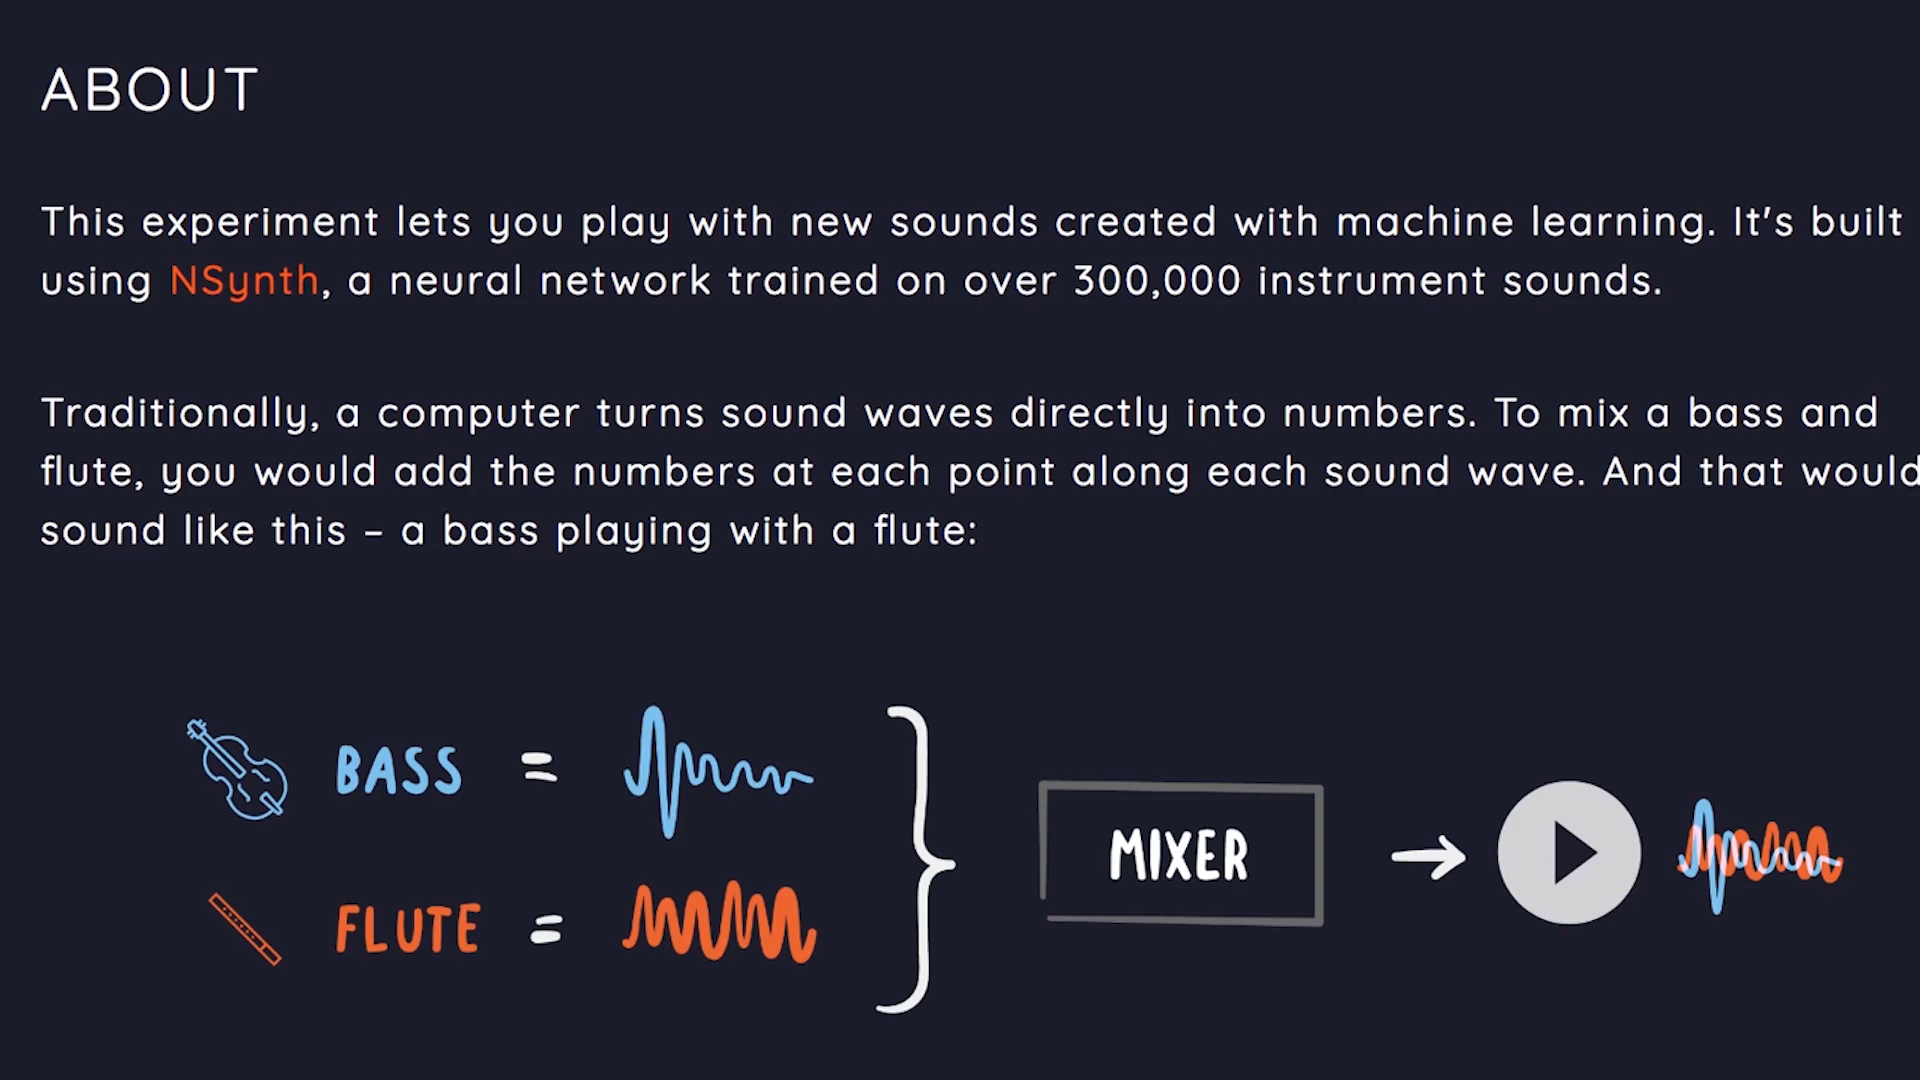 ABOUT
This experiment lets you play with new sounds created with machine learning. It's built
using NSynth, a neural network trained on over 300,000 instrument sounds.
Traditionally, a computer turns sound waves directly into numbers. To mix a bass and
flute, you would add the numbers at each point along each sound wave. And that would
sound like this – a bass playing with a flute:
BASS =
FLUTE =
MIXER